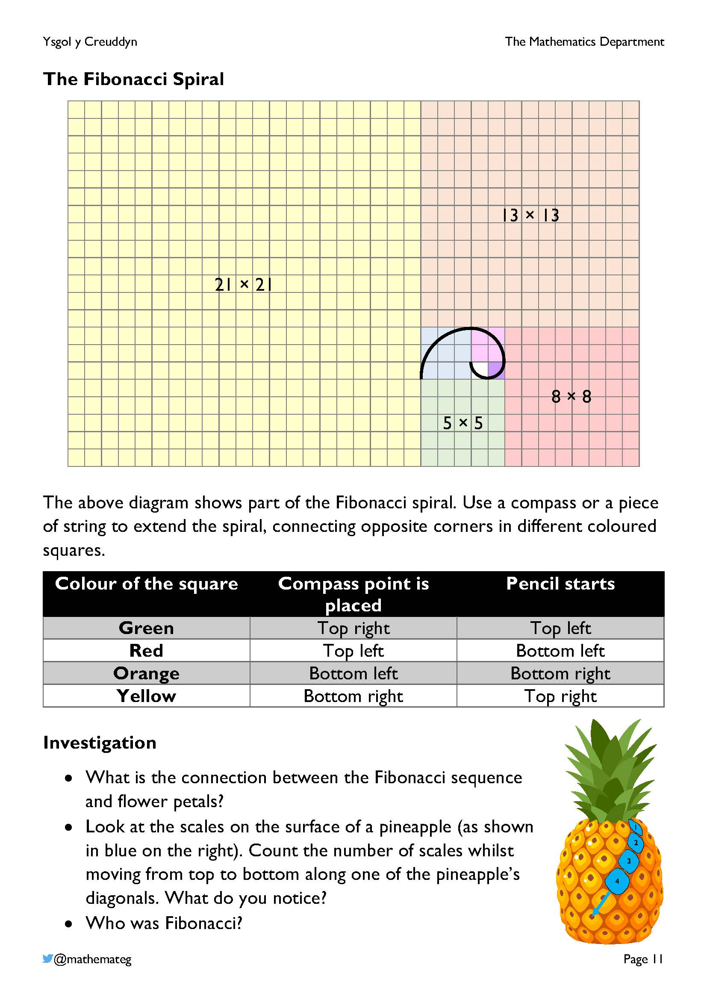 Ysgol y Creuddyn
The Mathematics Department
The Fibonacci Spiral
13 × 13
21 × 21
8 × 8
5 × 5
The above diagram shows part of the Fibonacci spiral. Use a compass or a piece
of string to extend the spiral, connecting opposite corners in different coloured
squares.
Colour of the square
Compass point is
placed
Pencil starts
Green
Top right
Top left
Red
Top left
Bottom left
Orange
Bottom left
Bottom right
Yellow
Bottom right
Top right
Investigation
• What is the connection between the Fibonacci sequence
and flower petals?
• Look at the scales on the surface of a pineapple (as shown
in blue on the right). Count the number of scales whilst
moving from top to bottom along one of the pineapple’s
diagonals. What do you notice?
• Who was Fibonacci?
1
2
3
4
@mathemateg
Page 11